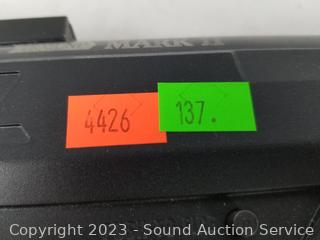 MARK II
4426
137.
Copyright 2023 - Sound Auction Service